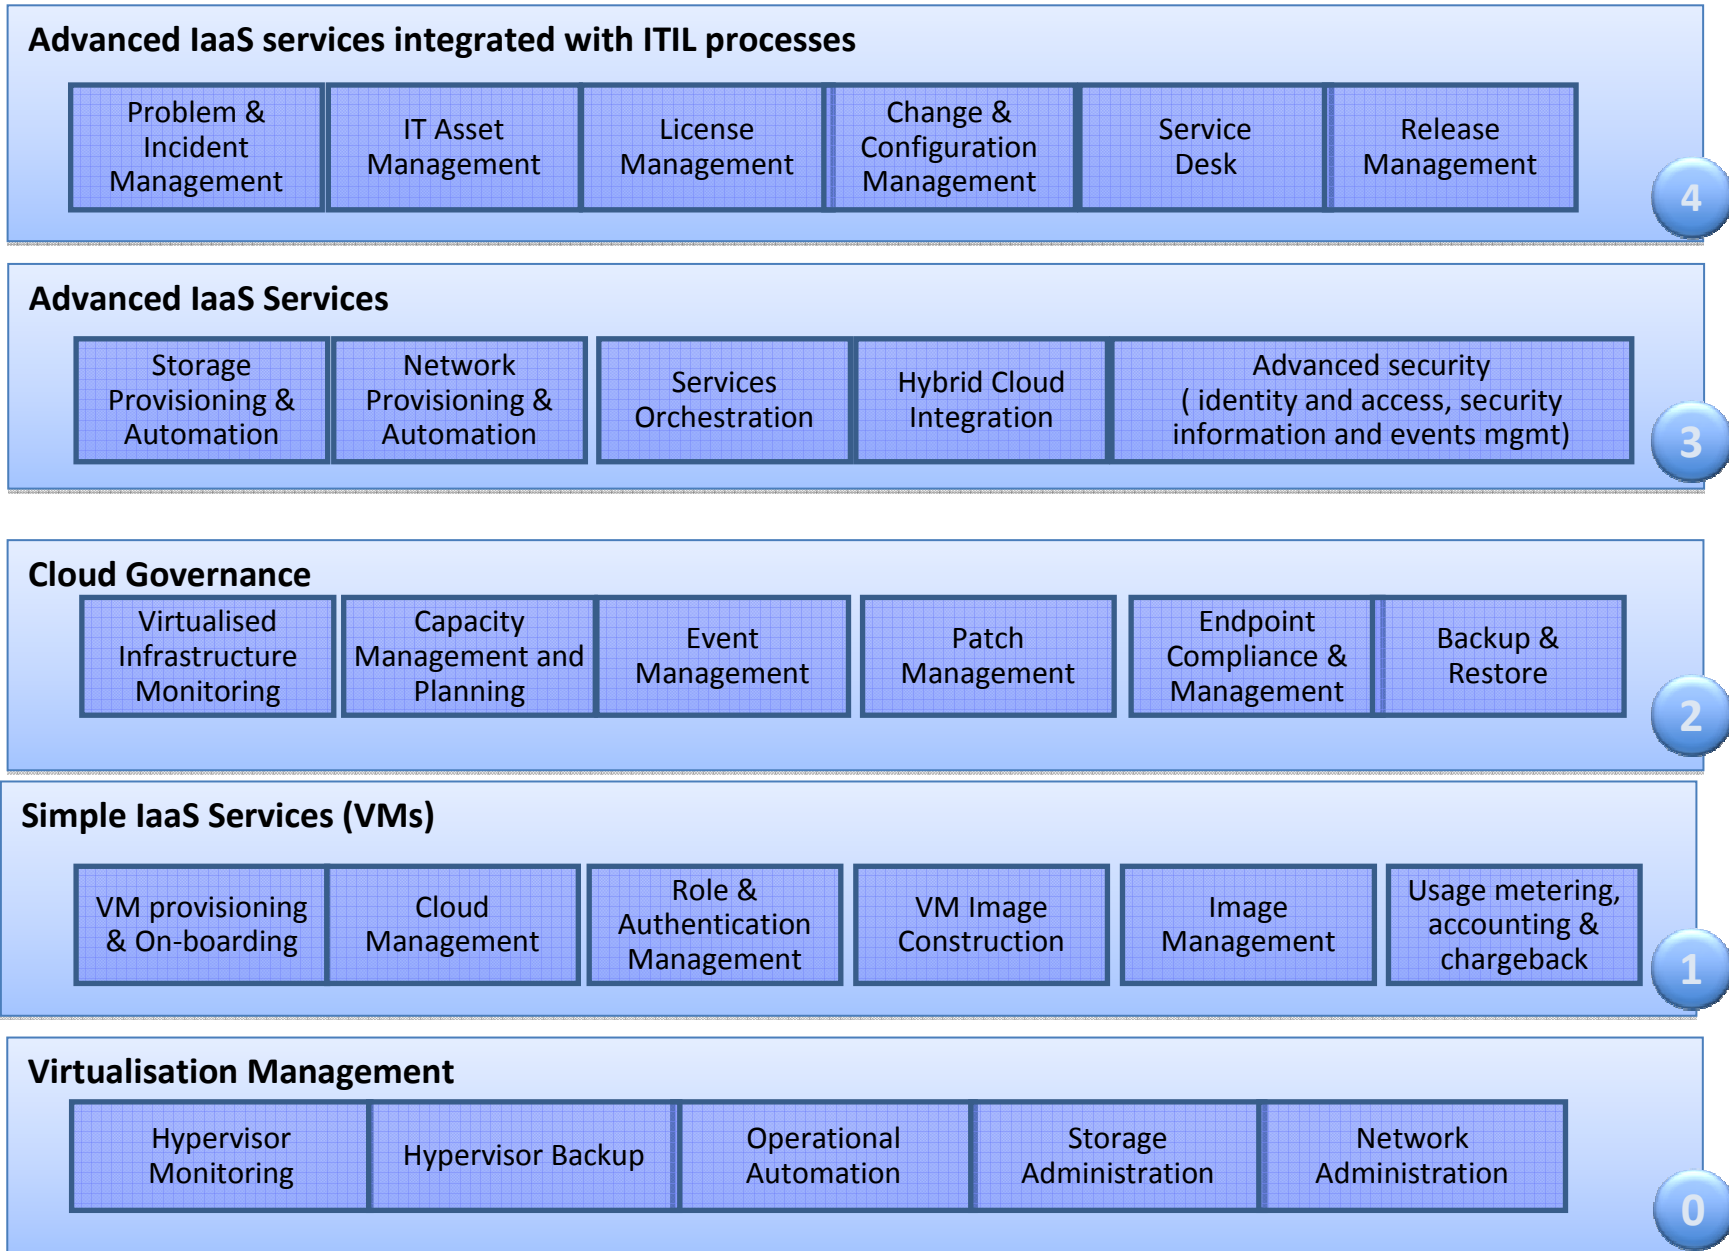 Advanced IaaS services integrated with ITIL processes
Problem &
Incident
Management
IT Asset
Management
License
Management
Change &
Configuration
Management
Service
Desk
Release
Management
4
Advanced IaaS Services
Storage
Provisioning &
Automation
Network
Provisioning &
Automation
Services
Orchestration
Hybrid Cloud
Integration
Advanced security
( identity and access, security
information and events mgmt)
3
Cloud Governance
Virtualised
Infrastructure
Monitoring
Capacity
Management and
Planning
Event
Management
Patch
Management
Endpoint
Compliance &
Management
Backup &
Restore
2
Simple IaaS Services (VMs)
VM provisioning
& On-boarding
Cloud
Management
Role &
Authentication
Management
VM Image
Construction
Image
Management
Usage metering,
accounting &
chargeback
1
Virtualisation Management
Hypervisor
Monitoring
Hypervisor Backup
Operational
Automation
Storage
Administration
Network
Administration
0